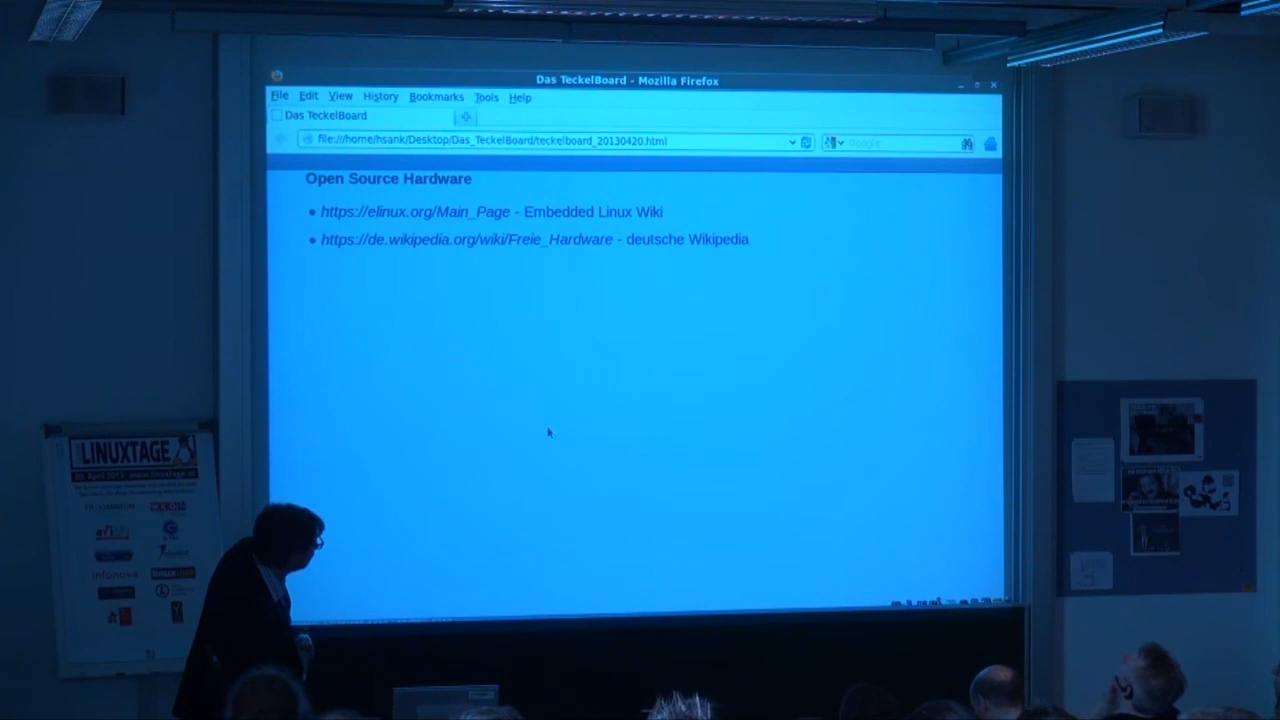 Das TeckelBoard - Mozilla Firefox
File Edit View History Bookmarks Tools Help
Das TeckelBoard
file:///home/hsank/Desktop/Das_TeckelBoard/teckelboard_20130420.html
Google
Open Source Hardware
• https://elinux.org/Main_Page - Embedded Linux Wiki
• https://de.wikipedia.org/wiki/Freie_Hardware - deutsche Wikipedia
LINUXTAGE
infonova